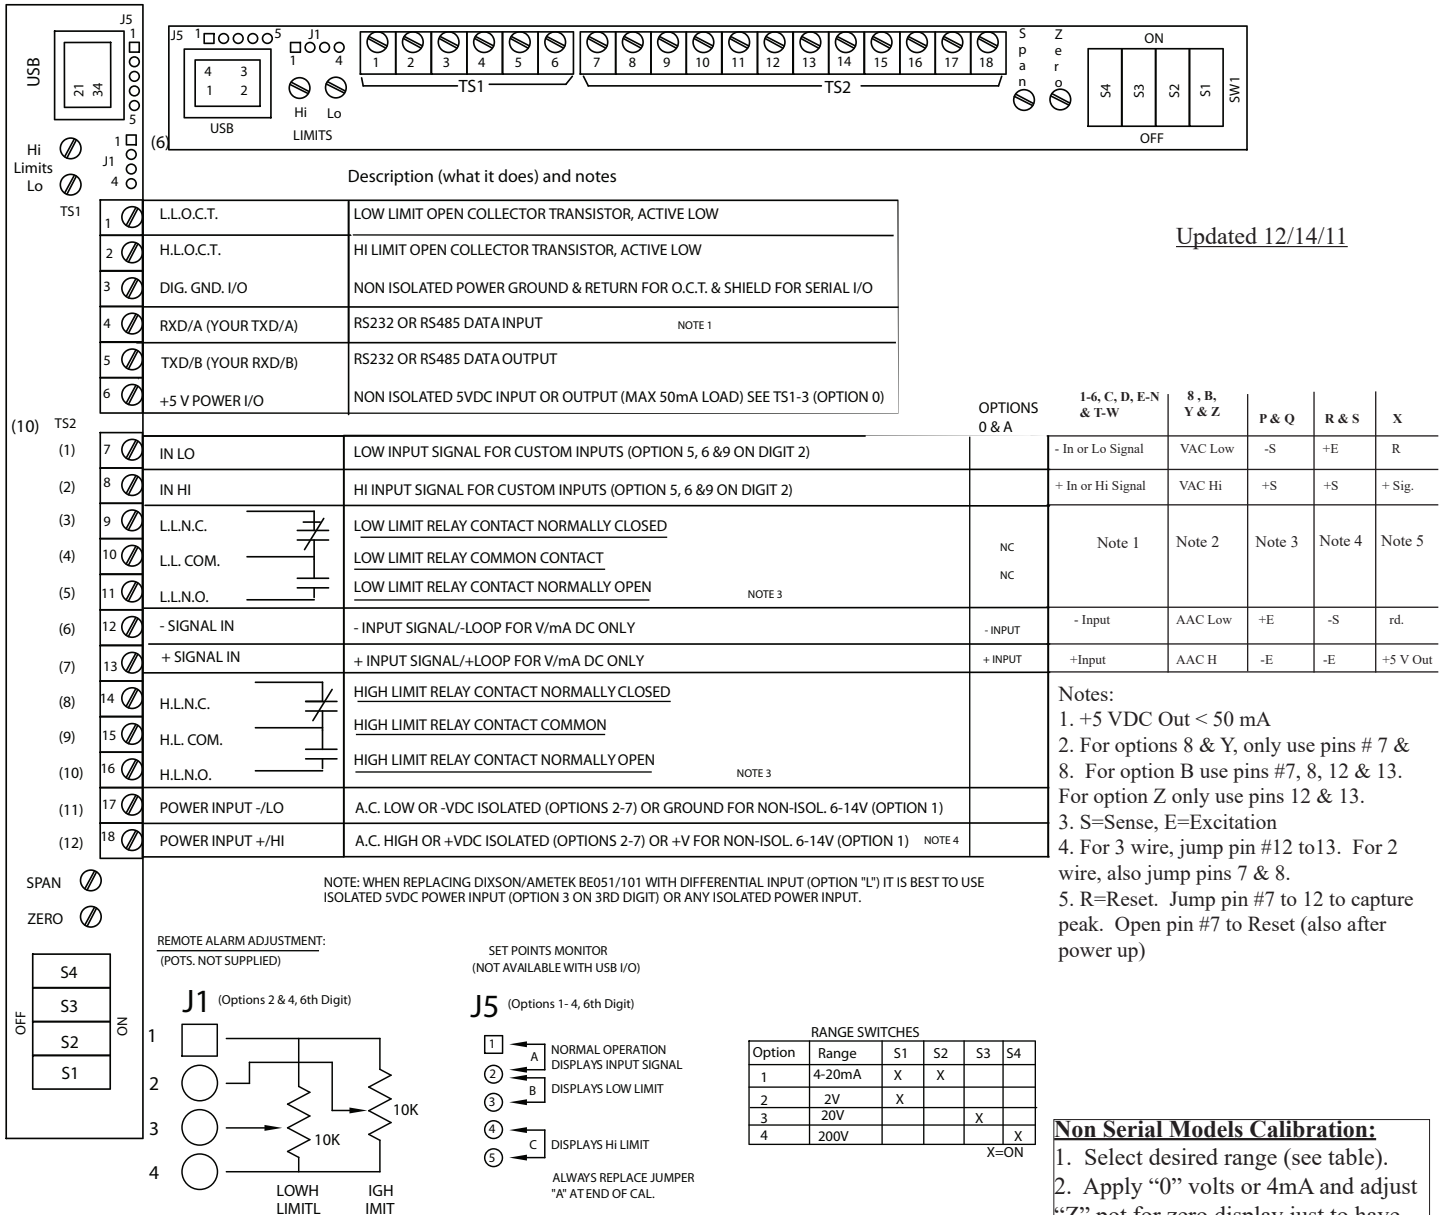 J5
1
USB
21
34
5
Hi
Limits
Lo
1
J1
4
(6)
J5 1 5
J1
1 4
4 3
1 2
USB
Hi Lo
LIMITS
1 2 3 4 5 6
TS1
7 8 9 10 11 12 13 14 15 16 17 18
TS2
Span
Zero
ON
S4 S3 S2 S1
SW1
OFF
Description (what it does) and notes
Updated 12/14/11
TS1
1 L.L.O.C.T. LOW LIMIT OPEN COLLECTOR TRANSISTOR, ACTIVE LOW
2 H.L.O.C.T. HI LIMIT OPEN COLLECTOR TRANSISTOR, ACTIVE LOW
3 DIG. GND. I/O NON ISOLATED POWER GROUND & RETURN FOR O.C.T. & SHIELD FOR SERIAL I/O
4 RXD/A (YOUR TXD/A) RS232 OR RS485 DATA INPUT NOTE 1
5 TXD/B (YOUR RXD/B) RS232 OR RS485 DATA OUTPUT
6 +5 V POWER I/O NON ISOLATED 5VDC INPUT OR OUTPUT (MAX 50mA LOAD) SEE TS1-3 (OPTION 0)
OPTIONS
0 & A
1-6, C, D, E-N
& T-W
8 , B,
Y & Z
P & Q
R & S
X
(10) TS2
(1) 7 IN LO LOW INPUT SIGNAL FOR CUSTOM INPUTS (OPTION 5, 6 &9 ON DIGIT 2) - In or Lo Signal VAC Low -S +E R
(2) 8 IN HI HI INPUT SIGNAL FOR CUSTOM INPUTS (OPTION 5, 6 &9 ON DIGIT 2) + In or Hi Signal VAC Hi +S +S + Sig.
(3) 9 L.L.N.C. LOW LIMIT RELAY CONTACT NORMALLY CLOSED
(4) 10 L.L. COM. LOW LIMIT RELAY COMMON CONTACT NC Note 1 Note 2 Note 3 Note 4 Note 5
(5) 11 L.L.N.O. LOW LIMIT RELAY CONTACT NORMALLY OPEN NOTE 3 NC
(6) 12 - SIGNAL IN - INPUT SIGNAL/-LOOP FOR V/mA DC ONLY - INPUT - Input AAC Low +E -S rd.
(7) 13 + SIGNAL IN + INPUT SIGNAL/+LOOP FOR V/mA DC ONLY + INPUT +Input AAC H -E -E +5 V Out
(8) 14 H.L.N.C. HIGH LIMIT RELAY CONTACT NORMALLY CLOSED
(9) 15 H.L. COM. HIGH LIMIT RELAY CONTACT COMMON
(10) 16 H.L.N.O. HIGH LIMIT RELAY CONTACT NORMALLY OPEN NOTE 3
(11) 17 POWER INPUT -/LO A.C. LOW OR -VDC ISOLATED (OPTIONS 2-7) OR GROUND FOR NON-ISOL. 6-14V (OPTION 1)
(12) 18 POWER INPUT +/HI A.C. HIGH OR +VDC ISOLATED (OPTIONS 2-7) OR +V FOR NON-ISOL. 6-14V (OPTION 1) NOTE 4
Notes:
1. +5 VDC Out < 50 mA
2. For options 8 & Y, only use pins # 7 &
8. For option B use pins #7, 8, 12 & 13.
For option Z only use pins 12 & 13.
3. S=Sense, E=Excitation
4. For 3 wire, jump pin #12 to13. For 2
wire, also jump pins 7 & 8.
5. R=Reset. Jump pin #7 to 12 to capture
peak. Open pin #7 to Reset (also after
power up)
SPAN
ZERO
S4
S3
S2
S1
OFF
ON
NOTE: WHEN REPLACING DIXSON/AMETEK BE051/101 WITH DIFFERENTIAL INPUT (OPTION "L") IT IS BEST TO USE
ISOLATED 5VDC POWER INPUT (OPTION 3 ON 3RD DIGIT) OR ANY ISOLATED POWER INPUT.
REMOTE ALARM ADJUSTMENT:
(POTS. NOT SUPPLIED)
J1 (Options 2 & 4, 6th Digit)
1
2
3
4
10K
10K
LOWH
LIMITL
IGH
IMIT
SET POINTS MONITOR
(NOT AVAILABLE WITH USB I/O)
J5 (Options 1- 4, 6th Digit)
1
A NORMAL OPERATION
DISPLAYS INPUT SIGNAL
2
B DISPLAYS LOW LIMIT
3
4
C DISPLAYS Hi LIMIT
5
ALWAYS REPLACE JUMPER
"A" AT END OF CAL.
RANGE SWITCHES
Option Range S1 S2 S3 S4
1 4-20mA X X
2 2V X
3 20V X
4 200V X
X=ON
Non Serial Models Calibration:
1. Select desired range (see table).
2. Apply “0” volts or 4mA and adjust
“Z” pot for zero display just to have